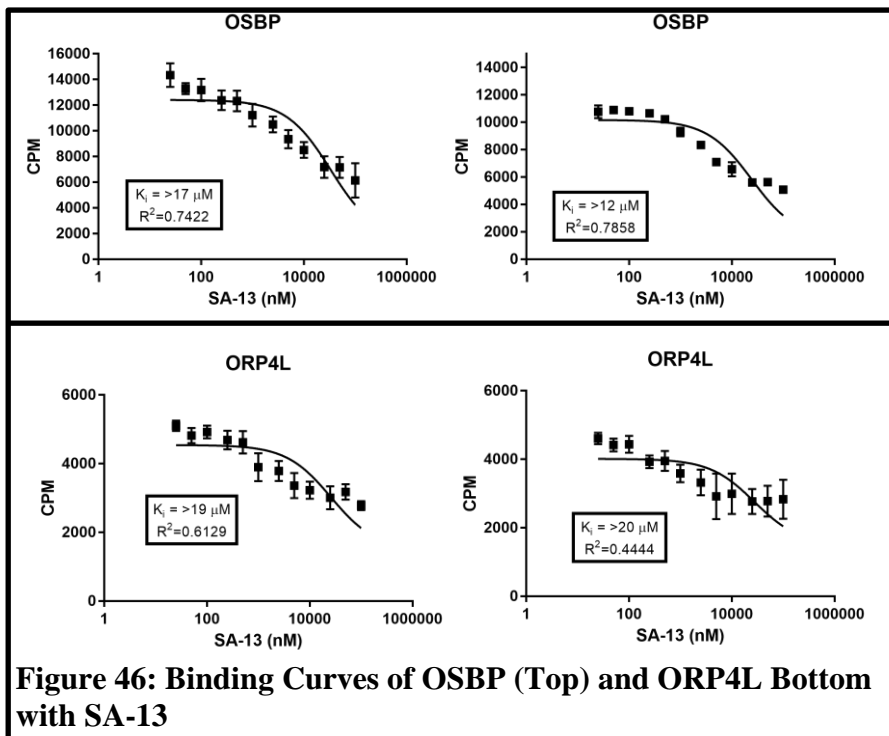 OSBP
16000
14000
12000
10000
8000
6000
4000
2000
0
CPM
K_i = >17 μM
R²=0.7422
1 100 10000 1000000
SA-13 (nM)
OSBP
14000
12000
10000
8000
6000
4000
2000
0
CPM
K_i = >12 μM
R²=0.7858
1 100 10000 1000000
SA-13 (nM)
ORP4L
6000
4000
2000
0
CPM
K_i = >19 μM
R²=0.6129
1 100 10000 1000000
SA-13 (nM)
ORP4L
6000
4000
2000
0
CPM
K_i = >20 μM
R²=0.4444
1 100 10000 1000000
SA-13 (nM)
Figure 46: Binding Curves of OSBP (Top) and ORP4L Bottom
with SA-13